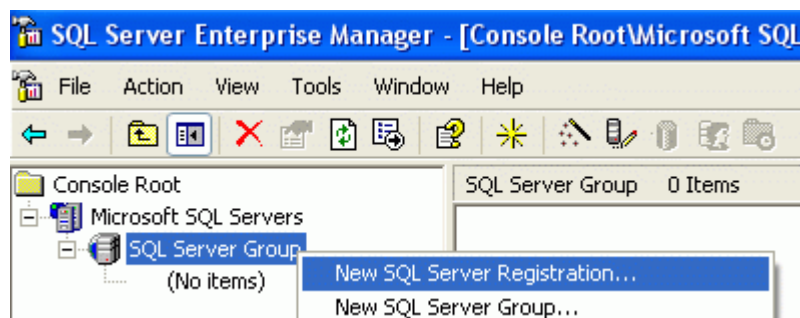 SQL Server Enterprise Manager - [Console Root\Microsoft SQL
File Action View Tools Window Help
Console Root
SQL Server Group 0 Items
Microsoft SQL Servers
SQL Server Group
(No items)
New SQL Server Registration...
New SQL Server Group...